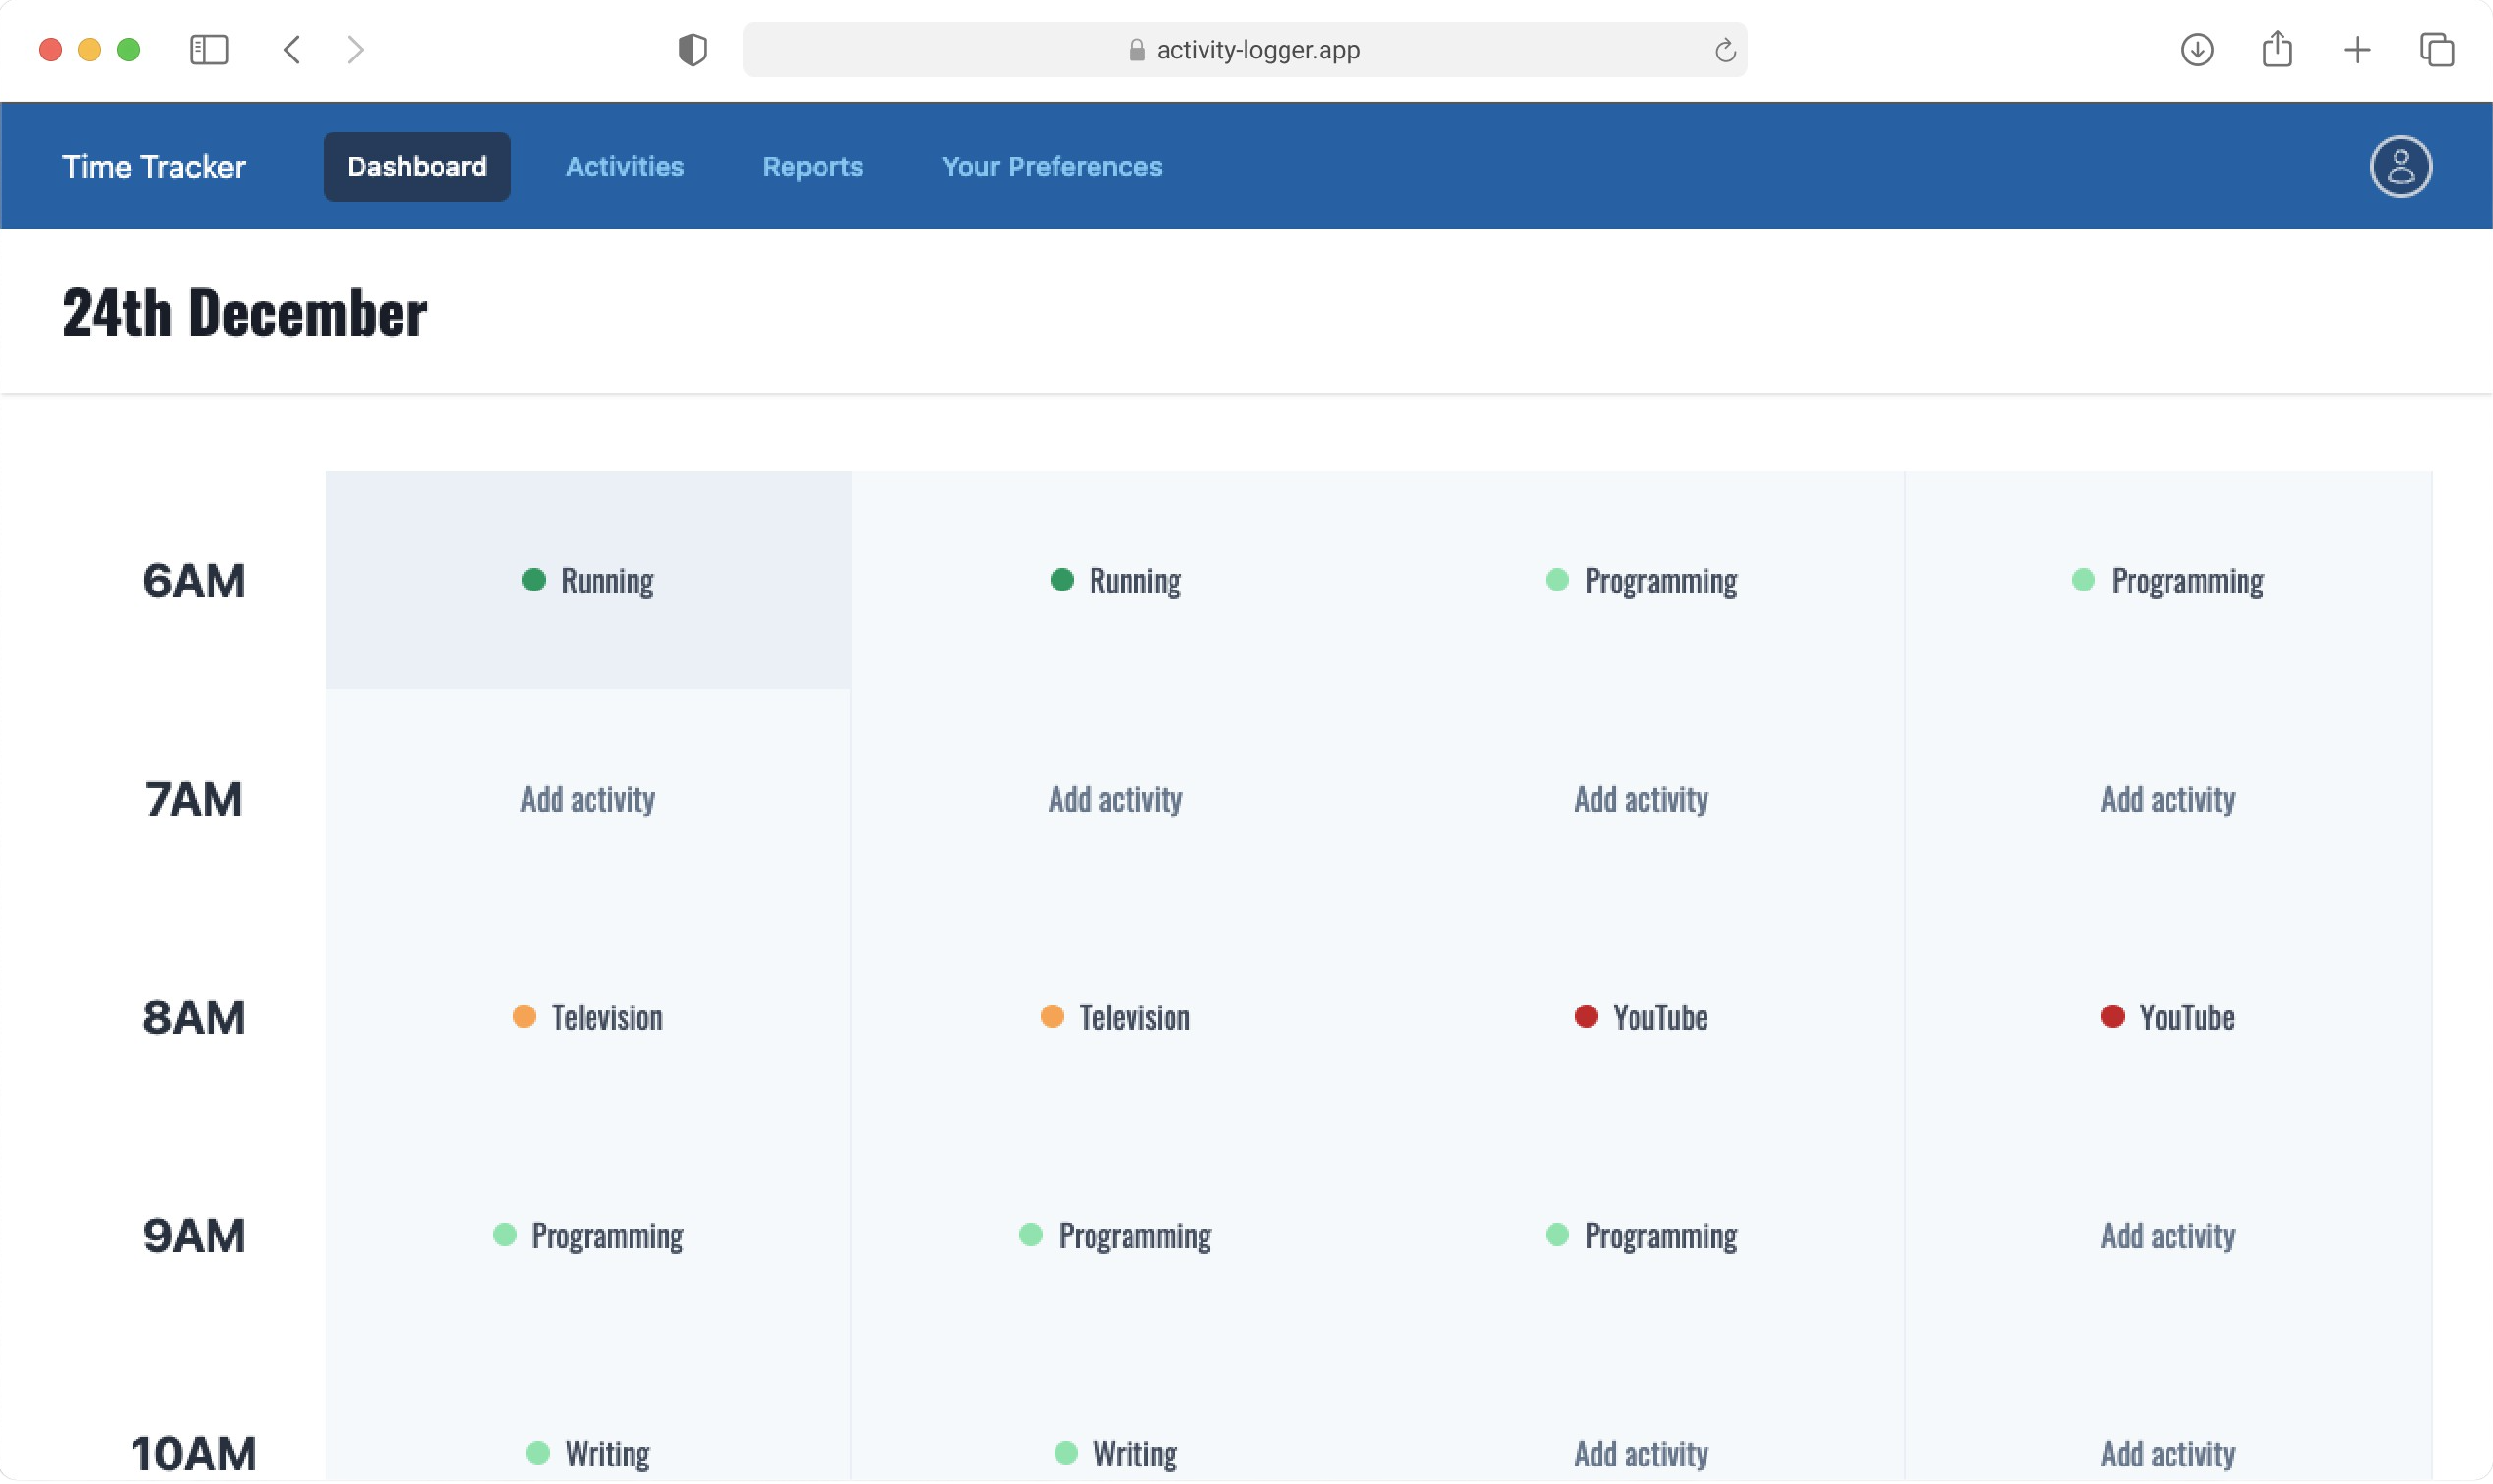 activity-logger.app
Time Tracker Dashboard Activities Reports Your Preferences
24th December
6AM Running Running Programming Programming
7AM Add activity Add activity Add activity Add activity
8AM Television Television YouTube YouTube
9AM Programming Programming Programming Add activity
10AM Writing Writing Add activity Add activity